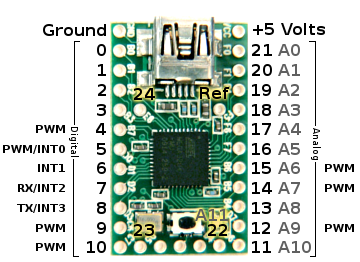 Ground +5 Volts
0 21 A0
1 20 A1
2 24 Ref 19 A2
3 18 A3
PWM 4 17 A4
PWM/INT0 5 16 A5
INT1 6 15 A6 PWM
RX/INT2 7 14 A7 PWM
TX/INT3 8 13 A8
A11
PWM 9 23 22 12 A9 PWM
PWM 10 11 A10
Digital
Analog